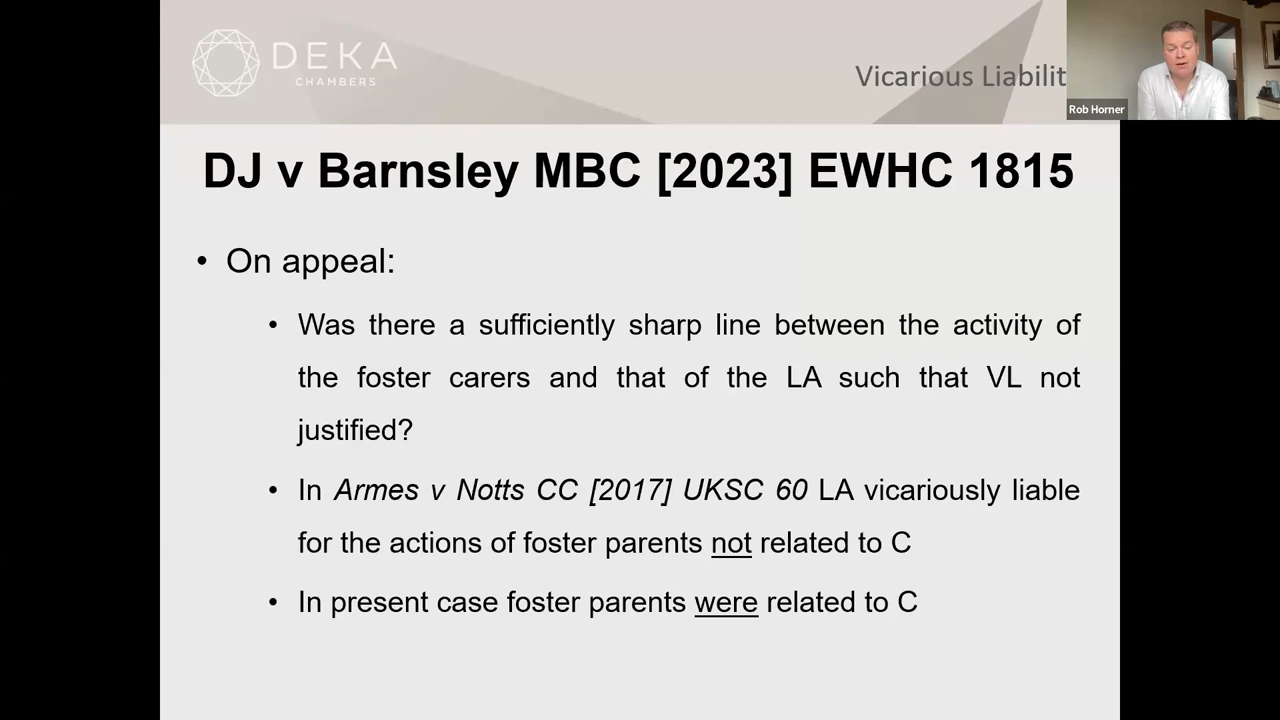 DEKA
CHAMBERS
Vicarious Liabilit
Rob Horner
DJ v Barnsley MBC [2023] EWHC 1815
• On appeal:
• Was there a sufficiently sharp line between the activity of
the foster carers and that of the LA such that VL not
justified?
• In Armes v Notts CC [2017] UKSC 60 LA vicariously liable
for the actions of foster parents not related to C
• In present case foster parents were related to C